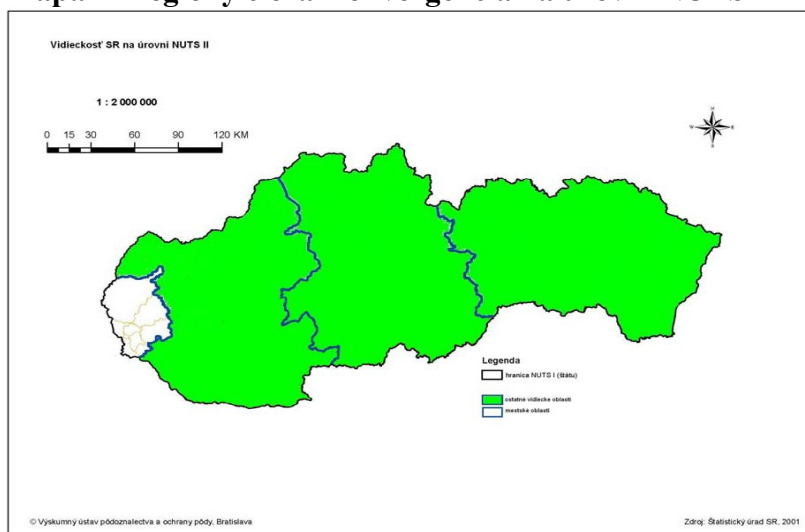 Vidieckosť SR na úrovni NUTS II
1 : 2 000 000
0 15 30 60 90 120 KM
N
W E
S
Legenda
hranica NUTS I (štátu)
ostatné vidiecke oblasti
mestské oblasti
© Výskumný ústav pôdoznalectva a ochrany pôdy, Bratislava
Zdroj: Štatistický úrad SR, 2001